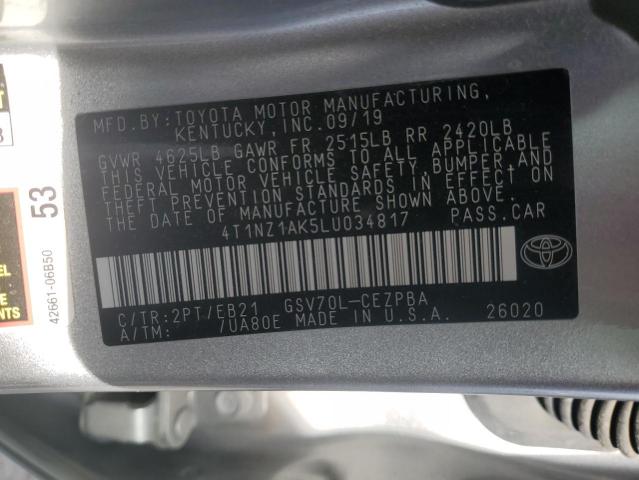 MFD.BY:TOYOTA MOTOR MANUFACTURING,
KENTUCKY, INC. 09/19
GVWR 4625LB GAWR FR 2515LB RR 2420LB
THIS VEHICLE CONFORMS TO ALL APPLICABLE
FEDERAL MOTOR VEHICLE SAFETY, BUMPER, AND
THEFT PREVENTION STANDARDS IN EFFECT ON
THE DATE OF MANUFACTURE SHOWN ABOVE.
4T1NZ1AK5LU034817 PASS.CAR
C/TR:2PT/EB21 GSV70L-CEZPBA
A/TM: 7UA80E MADE IN U.S.A. 26020
53
42661-06B50